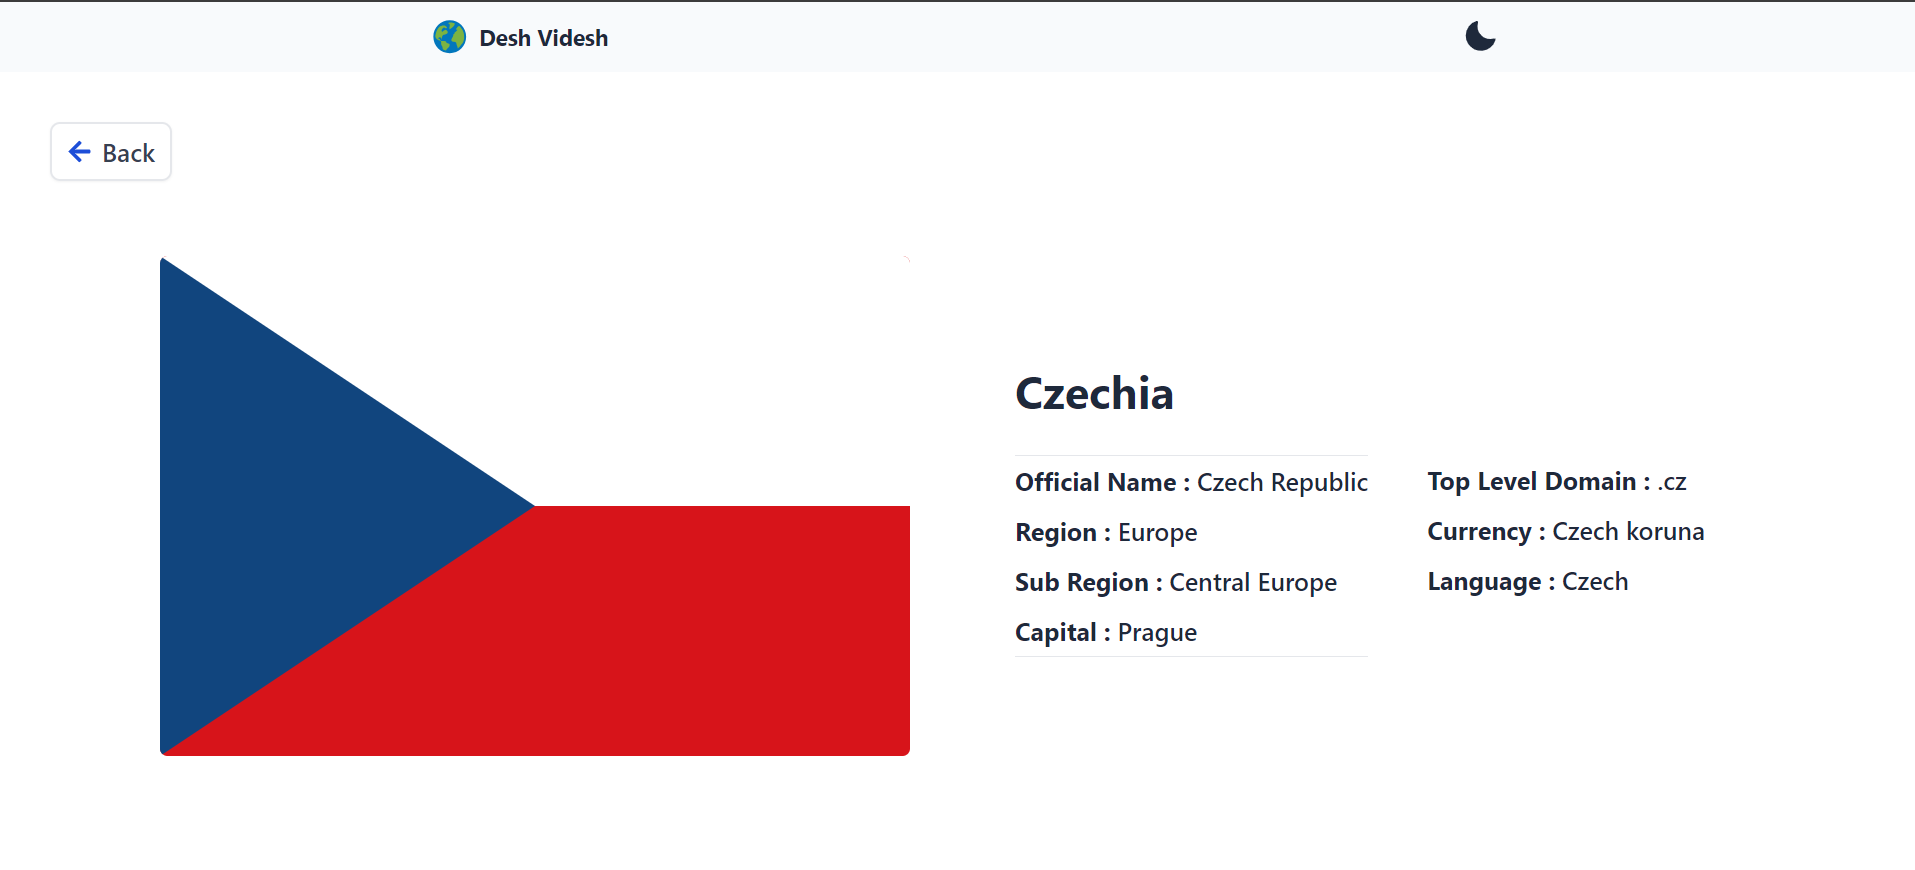 Desh Videsh
Back
Czechia
Official Name : Czech Republic
Region : Europe
Sub Region : Central Europe
Capital : Prague
Top Level Domain : .cz
Currency : Czech koruna
Language : Czech